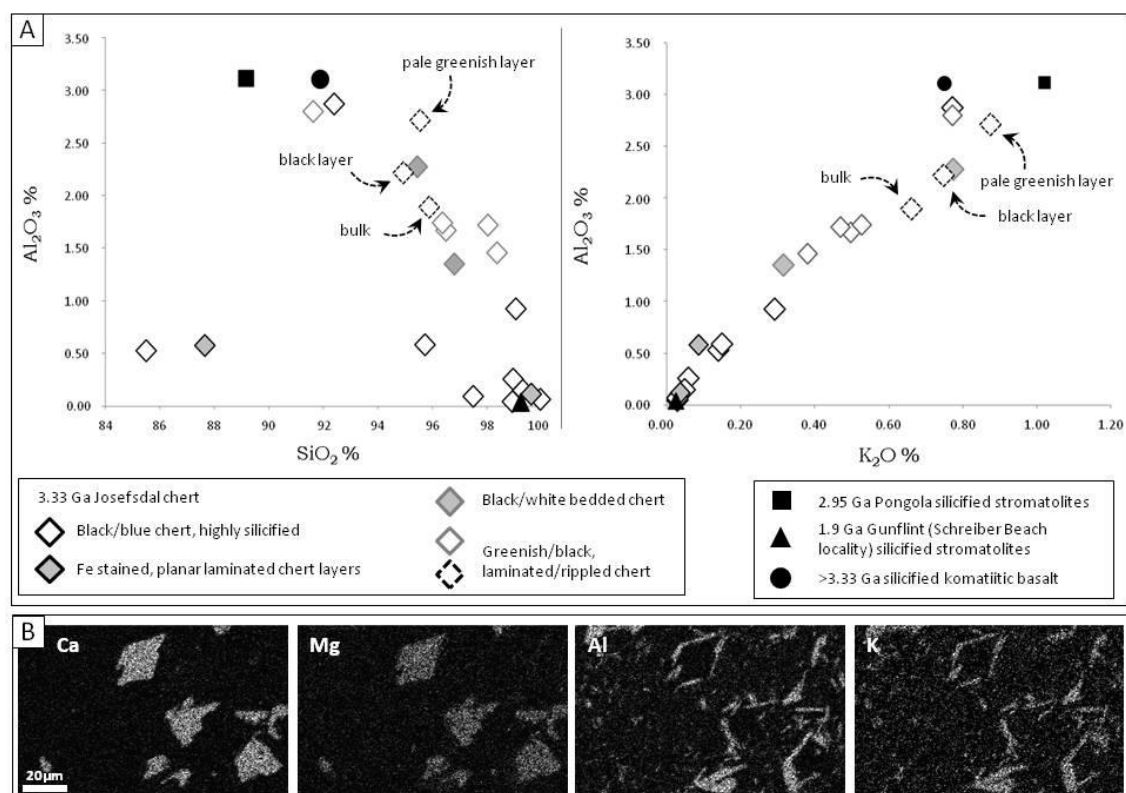 A
3.50
3.00
2.50
2.00
1.50
1.00
0.50
0.00
Al2O3 %
84
86
88
90
92
94
96
98
100
SiO2 %
pale greenish layer
black layer
bulk
3.50
3.00
2.50
2.00
1.50
1.00
0.50
0.00
Al2O3 %
0.00
0.20
0.40
0.60
0.80
1.00
1.20
K2O %
bulk
pale greenish layer
black layer
3.33 Ga Josefsdal chert
Black/blue chert, highly silicified
Fe stained, planar laminated chert layers
Black/white bedded chert
Greenish/black,
laminated/rippled chert
2.95 Ga Pongola silicified stromatolites
1.9 Ga Gunflint (Schreiber Beach
locality) silicified stromatolites
>3.33 Ga silicified komatiitic basalt
B
Ca
Mg
Al
K
20µm